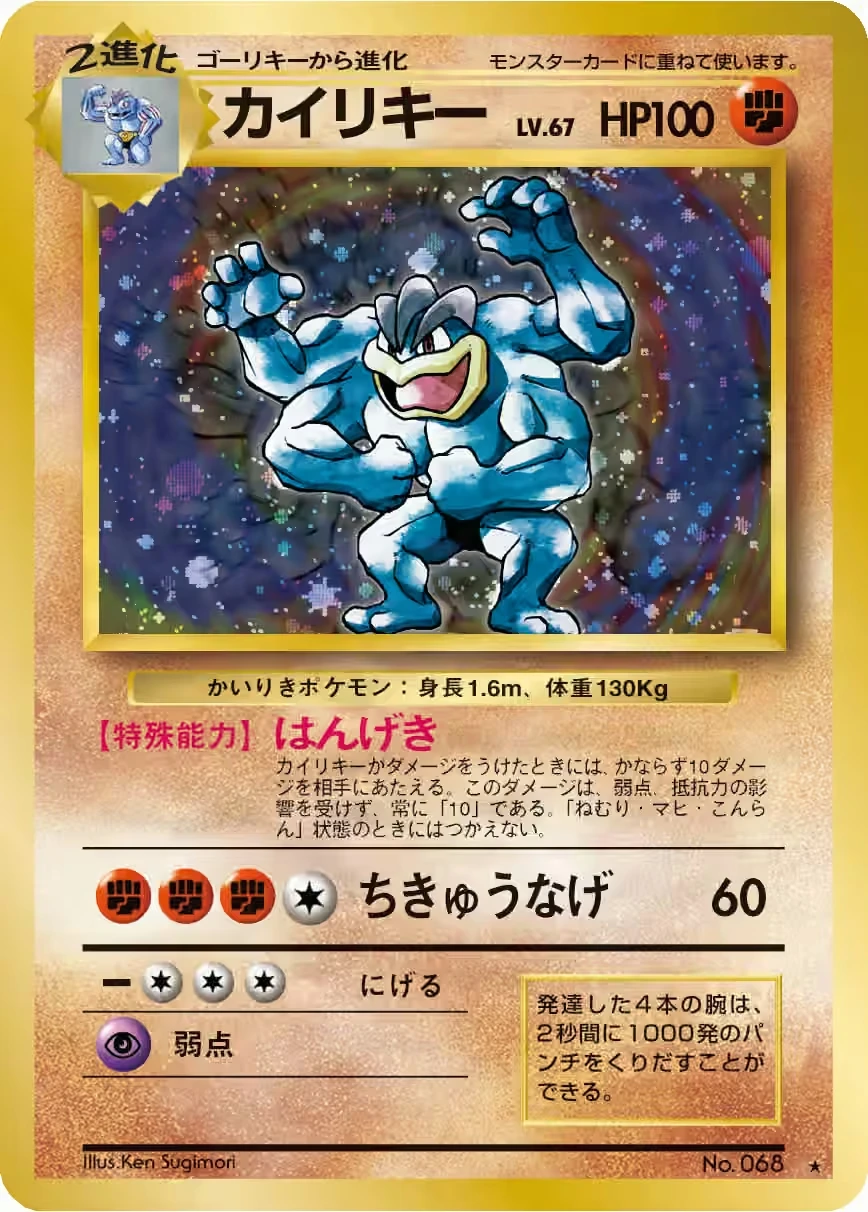 2進化
ゴーリキーから進化
モンスターカードに重ねて使います。
カイリキー LV.67 HP100
かいりきポケモン：身長1.6m、体重130Kg
【特殊能力】はんげき
カイリキーがダメージをうけたときには、かならず10ダメー
ジを相手にあたえる。このダメージは、弱点、抵抗力の影
響を受けず、常に「10」である。「ねむり・マヒ・こんら
ん」状態のときにはつかえない。
ちきゅうなげ 60
ー にげる
弱点
発達した4本の腕は、
2秒間に1000発のパ
ンチをくりだすことが
できる。
Illus.Ken Sugimori
No.068 ★